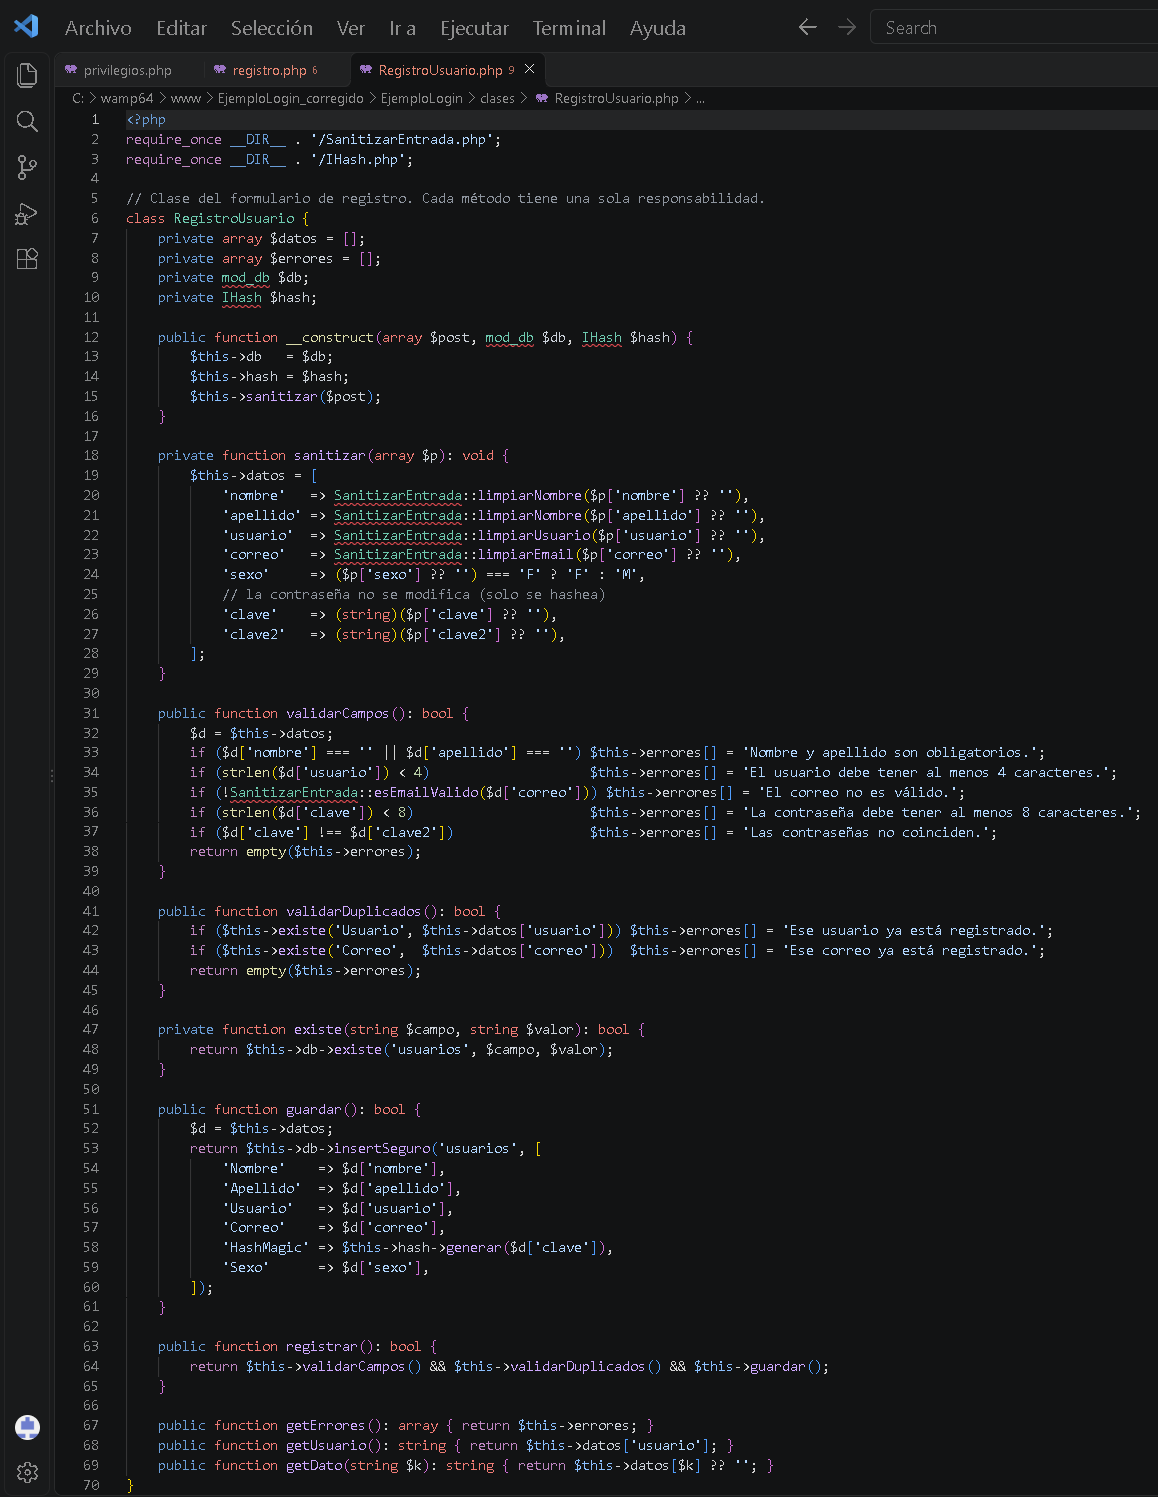 Archivo Editar Selección Ver Ir a Ejecutar Terminal Ayuda ← → Search
privilegios.php registro.php 6 RegistroUsuario.php 9 ×
C: > wamp64 > www > EjemploLogin_corregido > EjemploLogin > clases > RegistroUsuario.php > ...
1 <?php
2 require_once __DIR__ . '/SanitizarEntrada.php';
3 require_once __DIR__ . '/IHash.php';
4
5 // Clase del formulario de registro. Cada método tiene una sola responsabilidad.
6 class RegistroUsuario {
7     private array $datos = [];
8     private array $errores = [];
9     private mod_db $db;
10     private IHash $hash;
11
12     public function __construct(array $post, mod_db $db, IHash $hash) {
13         $this->db   = $db;
14         $this->hash = $hash;
15         $this->sanitizar($post);
16     }
17
18     private function sanitizar(array $p): void {
19         $this->datos = [
20             'nombre'   => SanitizarEntrada::limpiarNombre($p['nombre'] ?? ''),
21             'apellido' => SanitizarEntrada::limpiarNombre($p['apellido'] ?? ''),
22             'usuario'  => SanitizarEntrada::limpiarUsuario($p['usuario'] ?? ''),
23             'correo'   => SanitizarEntrada::limpiarEmail($p['correo'] ?? ''),
24             'sexo'     => ($p['sexo'] ?? '') === 'F' ? 'F' : 'M',
25             // la contraseña no se modifica (solo se hashea)
26             'clave'    => (string)($p['clave'] ?? ''),
27             'clave2'   => (string)($p['clave2'] ?? ''),
28         ];
29     }
30
31     public function validarCampos(): bool {
32         $d = $this->datos;
33         if ($d['nombre'] === '' || $d['apellido'] === '') $this->errores[] = 'Nombre y apellido son obligatorios.';
34         if (strlen($d['usuario']) < 4)                    $this->errores[] = 'El usuario debe tener al menos 4 caracteres.';
35         if (!SanitizarEntrada::esEmailValido($d['correo'])) $this->errores[] = 'El correo no es válido.';
36         if (strlen($d['clave']) < 8)                      $this->errores[] = 'La contraseña debe tener al menos 8 caracteres.';
37         if ($d['clave'] !== $d['clave2'])                 $this->errores[] = 'Las contraseñas no coinciden.';
38         return empty($this->errores);
39     }
40
41     public function validarDuplicados(): bool {
42         if ($this->existe('Usuario', $this->datos['usuario'])) $this->errores[] = 'Ese usuario ya está registrado.';
43         if ($this->existe('Correo',  $this->datos['correo']))  $this->errores[] = 'Ese correo ya está registrado.';
44         return empty($this->errores);
45     }
46
47     private function existe(string $campo, string $valor): bool {
48         return $this->db->existe('usuarios', $campo, $valor);
49     }
50
51     public function guardar(): bool {
52         $d = $this->datos;
53         return $this->db->insertSeguro('usuarios', [
54             'Nombre'    => $d['nombre'],
55             'Apellido'  => $d['apellido'],
56             'Usuario'   => $d['usuario'],
57             'Correo'    => $d['correo'],
58             'HashMagic' => $this->hash->generar($d['clave']),
59             'Sexo'      => $d['sexo'],
60         ]);
61     }
62
63     public function registrar(): bool {
64         return $this->validarCampos() && $this->validarDuplicados() && $this->guardar();
65     }
66
67     public function getErrores(): array { return $this->errores; }
68     public function getUsuario(): string { return $this->datos['usuario']; }
69     public function getDato(string $k): string { return $this->datos[$k] ?? ''; }
70 }